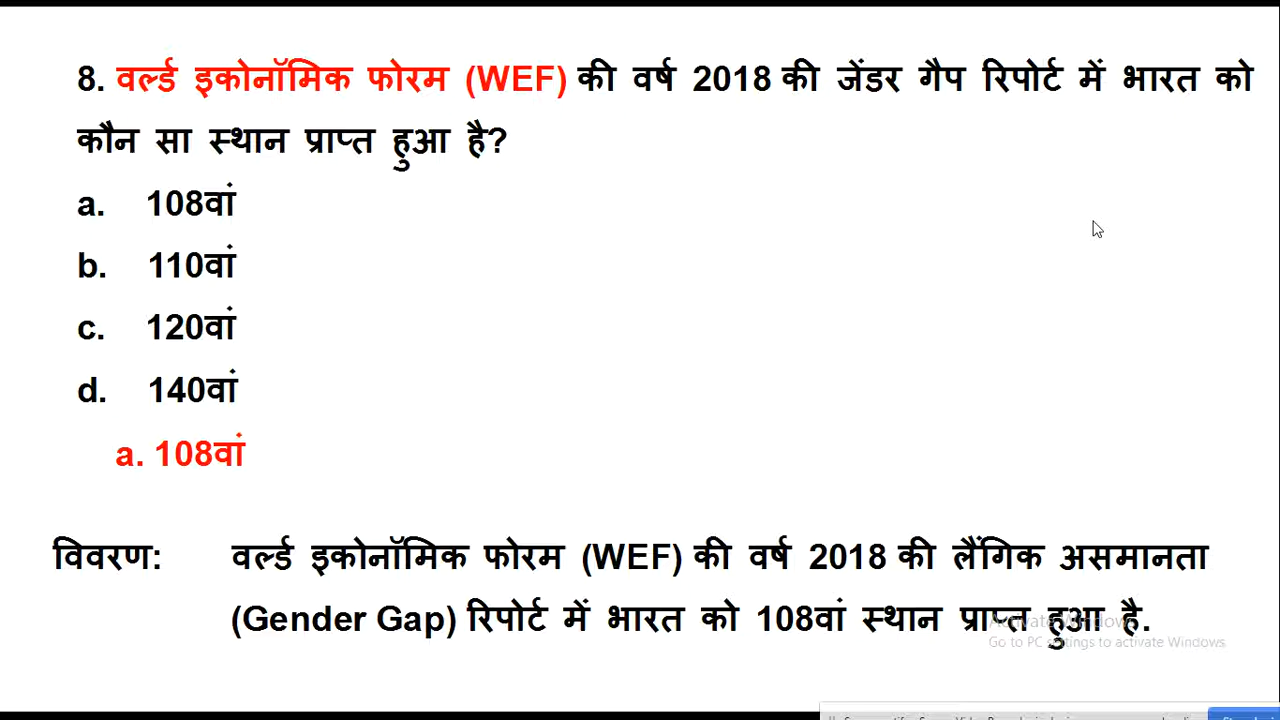 8. वर्ल्ड इकोनॉमिक फोरम (WEF) की वर्ष 2018 की जेंडर गैप रिपोर्ट में भारत को
कौन सा स्थान प्राप्त हुआ है?
a. 108वां
b. 110वां
c. 120वां
d. 140वां
a. 108वां
विवरण: वर्ल्ड इकोनॉमिक फोरम (WEF) की वर्ष 2018 की लैंगिक असमानता
(Gender Gap) रिपोर्ट में भारत को 108वां स्थान प्राप्त हुआ है.
Activate Windows
Go to PC settings to activate Windows.